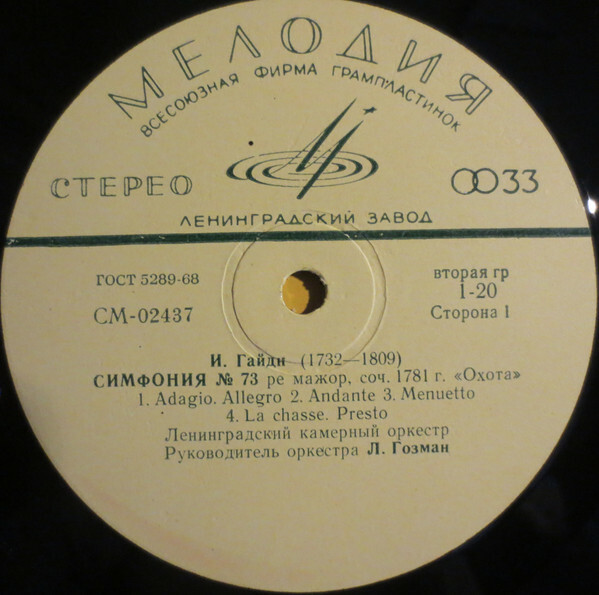 МЕЛОДИЯ
ВСЕСОЮЗНАЯ ФИРМА ГРАМПЛАСТИНОК
СТЕРЕО
33
ЛЕНИНГРАДСКИЙ ЗАВОД
ГОСТ 5289-68
СМ-02437
вторая гр
1-20
Сторона 1
И. Гайдн (1732—1809)
СИМФОНИЯ № 73 ре мажор, соч. 1781 г. «Охота»
1. Adagio. Allegro 2. Andante 3. Menuetto
4. La chasse. Presto
Ленинградский камерный оркестр
Руководитель оркестра Л. Гозман